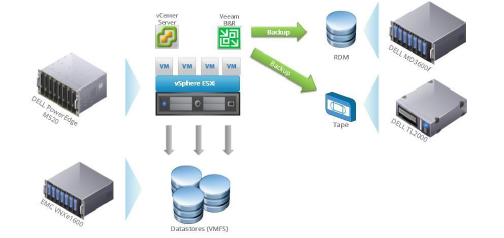 vCenter
Server
Veeam
B&R
Backup
Backup
VM VM VM VM
vSphere ESXi
RDM
DELL MD3600f
DELL PowerEdge
M520
Tape
DELL TL2000
EMC VNXe1600
Datastores (VMFS)